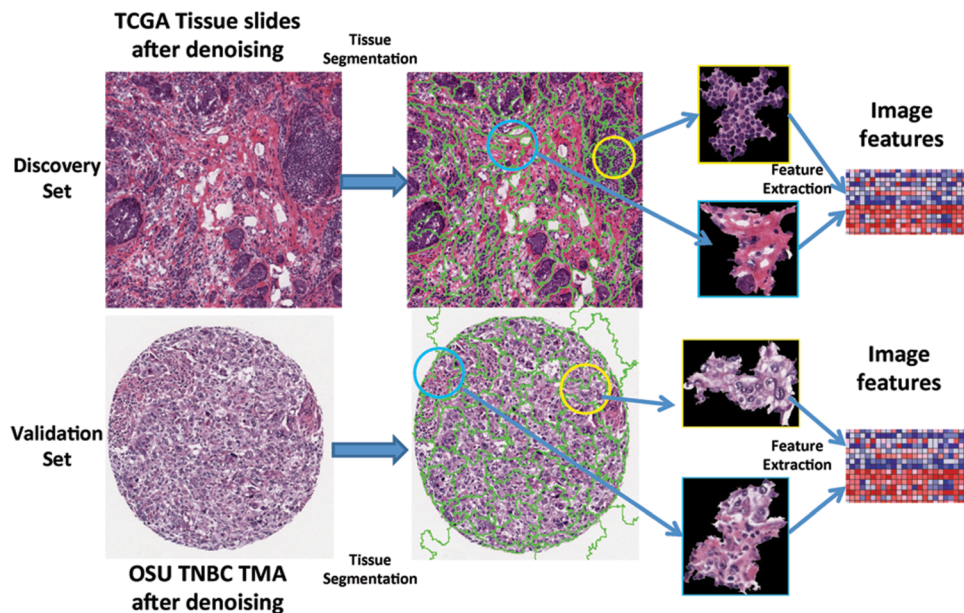 TCGA Tissue slides
after denoising
Tissue
Segmentation
Discovery
Set
Feature
Extraction
Image
features
Validation
Set
Feature
Extraction
Image
features
OSU TNBC TMA
after denoising
Tissue
Segmentation